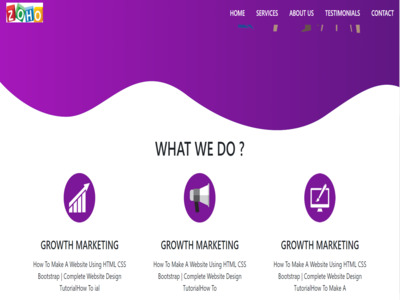 ZOHO
HOME SERVICES ABOUT US TESTIMONIALS CONTACT
WHAT WE DO ?
GROWTH MARKETING
How To Make A Website Using HTML CSS
Bootstrap | Complete Website Design
TutorialHow To ial
GROWTH MARKETING
How To Make A Website Using HTML CSS
Bootstrap | Complete Website Design
TutorialHow To
GROWTH MARKETING
How To Make A Website Using HTML CSS
Bootstrap | Complete Website Design
TutorialHow To Make A